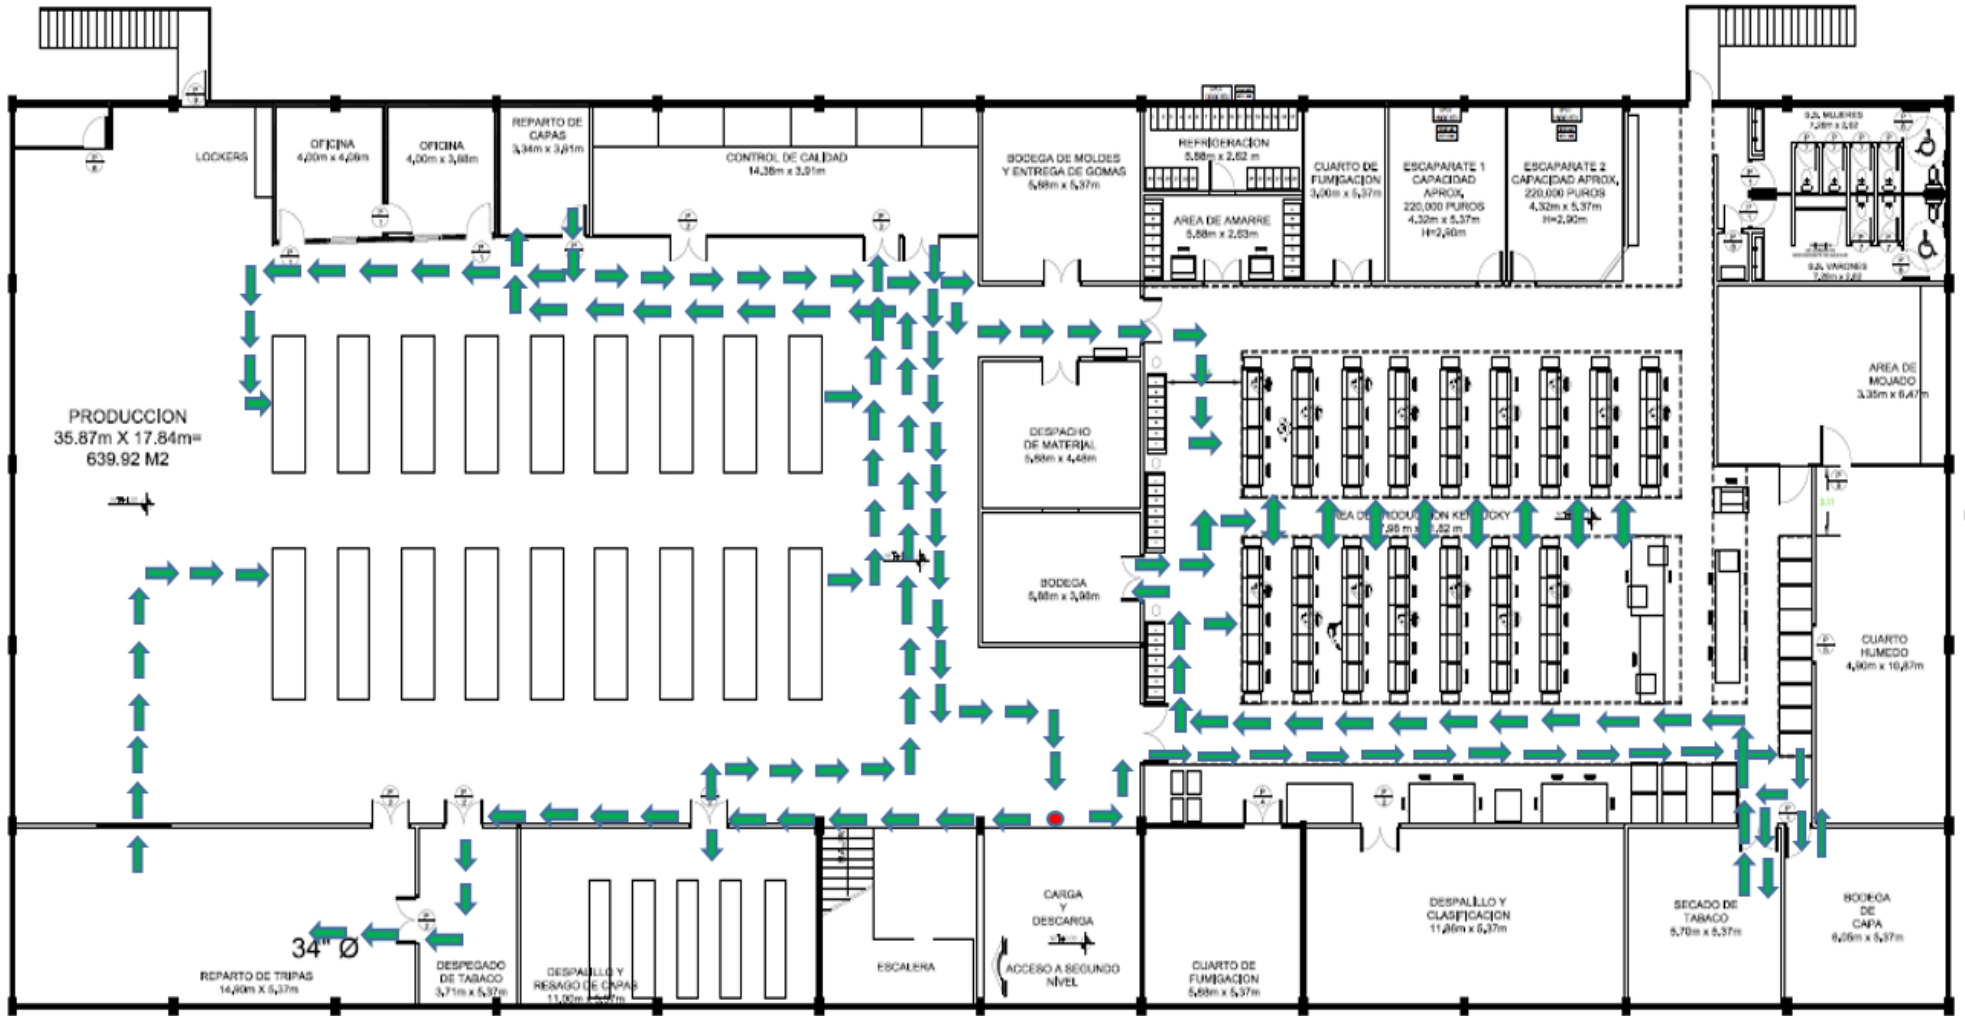 OFICINA
4,00m x 4,08m
OFICINA
4,00m x 3,88m
REPARTO DE
CAPAS
3,34m x 3,91m
LOCKERS
CONTROL DE CALIDAD
14,38m x 3,91m
BODEGA DE MOLDES
Y ENTREGA DE GOMAS
5,88m x 5,37m
REFRIGERACION
5,88m x 2,62 m
AREA DE AMARRE
5,88m x 2,63m
CUARTO DE
FUMIGACION
3,00m x 5,37m
ESCAPARATE 1
CAPACIDAD
APROX,
220,000 PUROS
4,32m x 5,37m
H=2,90m
ESCAPARATE 2
CAPACIDAD APROX,
220,000 PUROS
4,32m x 5,37m
H=2,90m
S.S. MUJERES
S.S. VARONES
AREA DE
MOJADO
3,35m x 6,47m
PRODUCCION
35.87m X 17.84m=
639.92 M2
DESPACHO
DE MATERIAL
5,88m x 4,48m
BODEGA
5,88m x 3,98m
CUARTO
HUMEDO
4,90m x 10,87m
34" Ø
REPARTO DE TRIPAS
14,90m X 5,37m
DESPEGADO
DE TABACO
3,71m x 5,37m
DESPALILLO Y
RESAGO DE CAPAS
ESCALERA
CARGA
Y
DESCARGA
ACCESO A SEGUNDO
NIVEL
CUARTO DE
FUMIGACION
5,88m x 5,37m
DESPALILLO Y
CLASIFICACION
11,86m x 5,37m
SECADO DE
TABACO
5,70m x 5,37m
BODEGA
DE
CAPA
6,05m x 5,37m